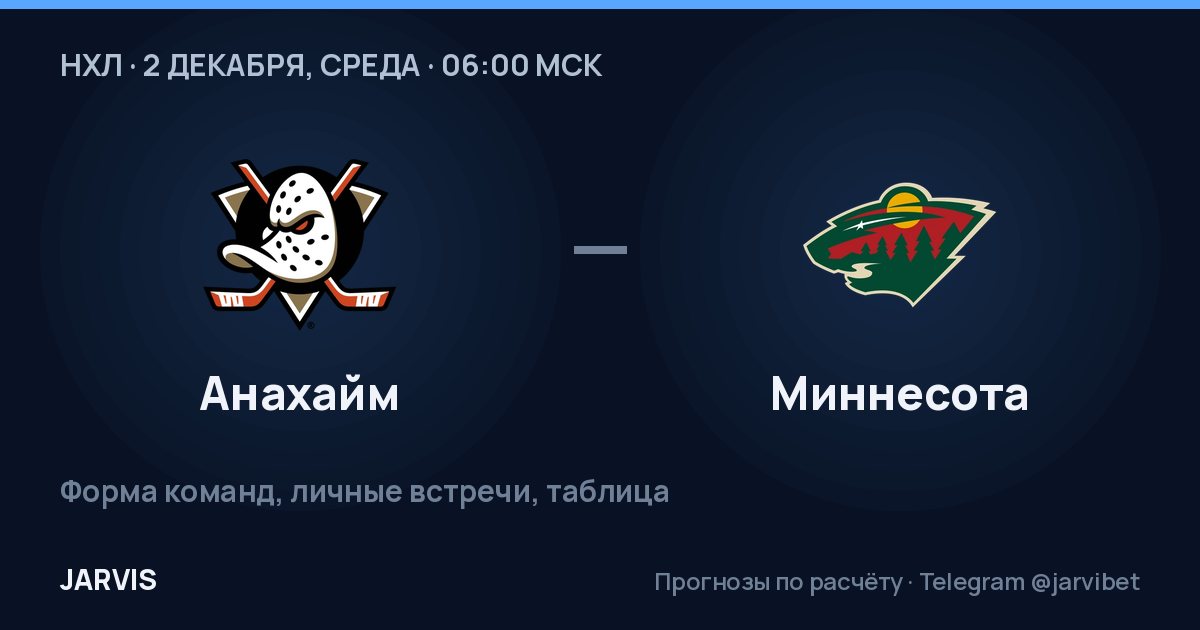 НХЛ · 2 ДЕКАБРЯ, СРЕДА · 06:00 МСК
—
Анахайм
Миннесота
Форма команд, личные встречи, таблица
JARVIS
Прогнозы по расчёту · Telegram @jarvibet